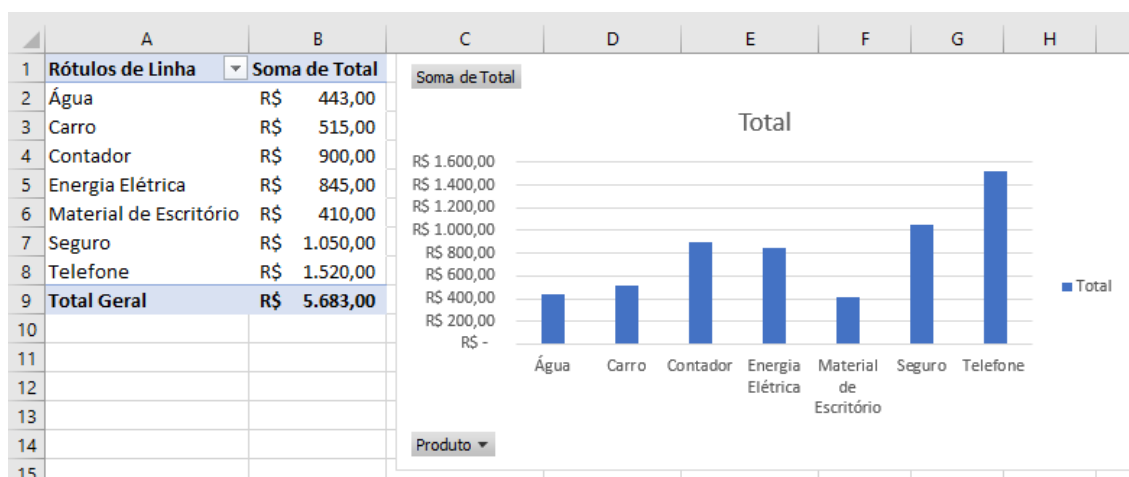 A B C D E F G H
1 Rótulos de Linha Soma de Total
2 Água R$ 443,00
3 Carro R$ 515,00
4 Contador R$ 900,00
5 Energia Elétrica R$ 845,00
6 Material de Escritório R$ 410,00
7 Seguro R$ 1.050,00
8 Telefone R$ 1.520,00
9 Total Geral R$ 5.683,00
10
11
12
13
14
15
Soma de Total
Total
R$ 1.600,00
R$ 1.400,00
R$ 1.200,00
R$ 1.000,00
R$ 800,00
R$ 600,00
R$ 400,00
R$ 200,00
R$ -
Água Carro Contador Energia Material Seguro Telefone
Elétrica de
Escritório
Total
Produto